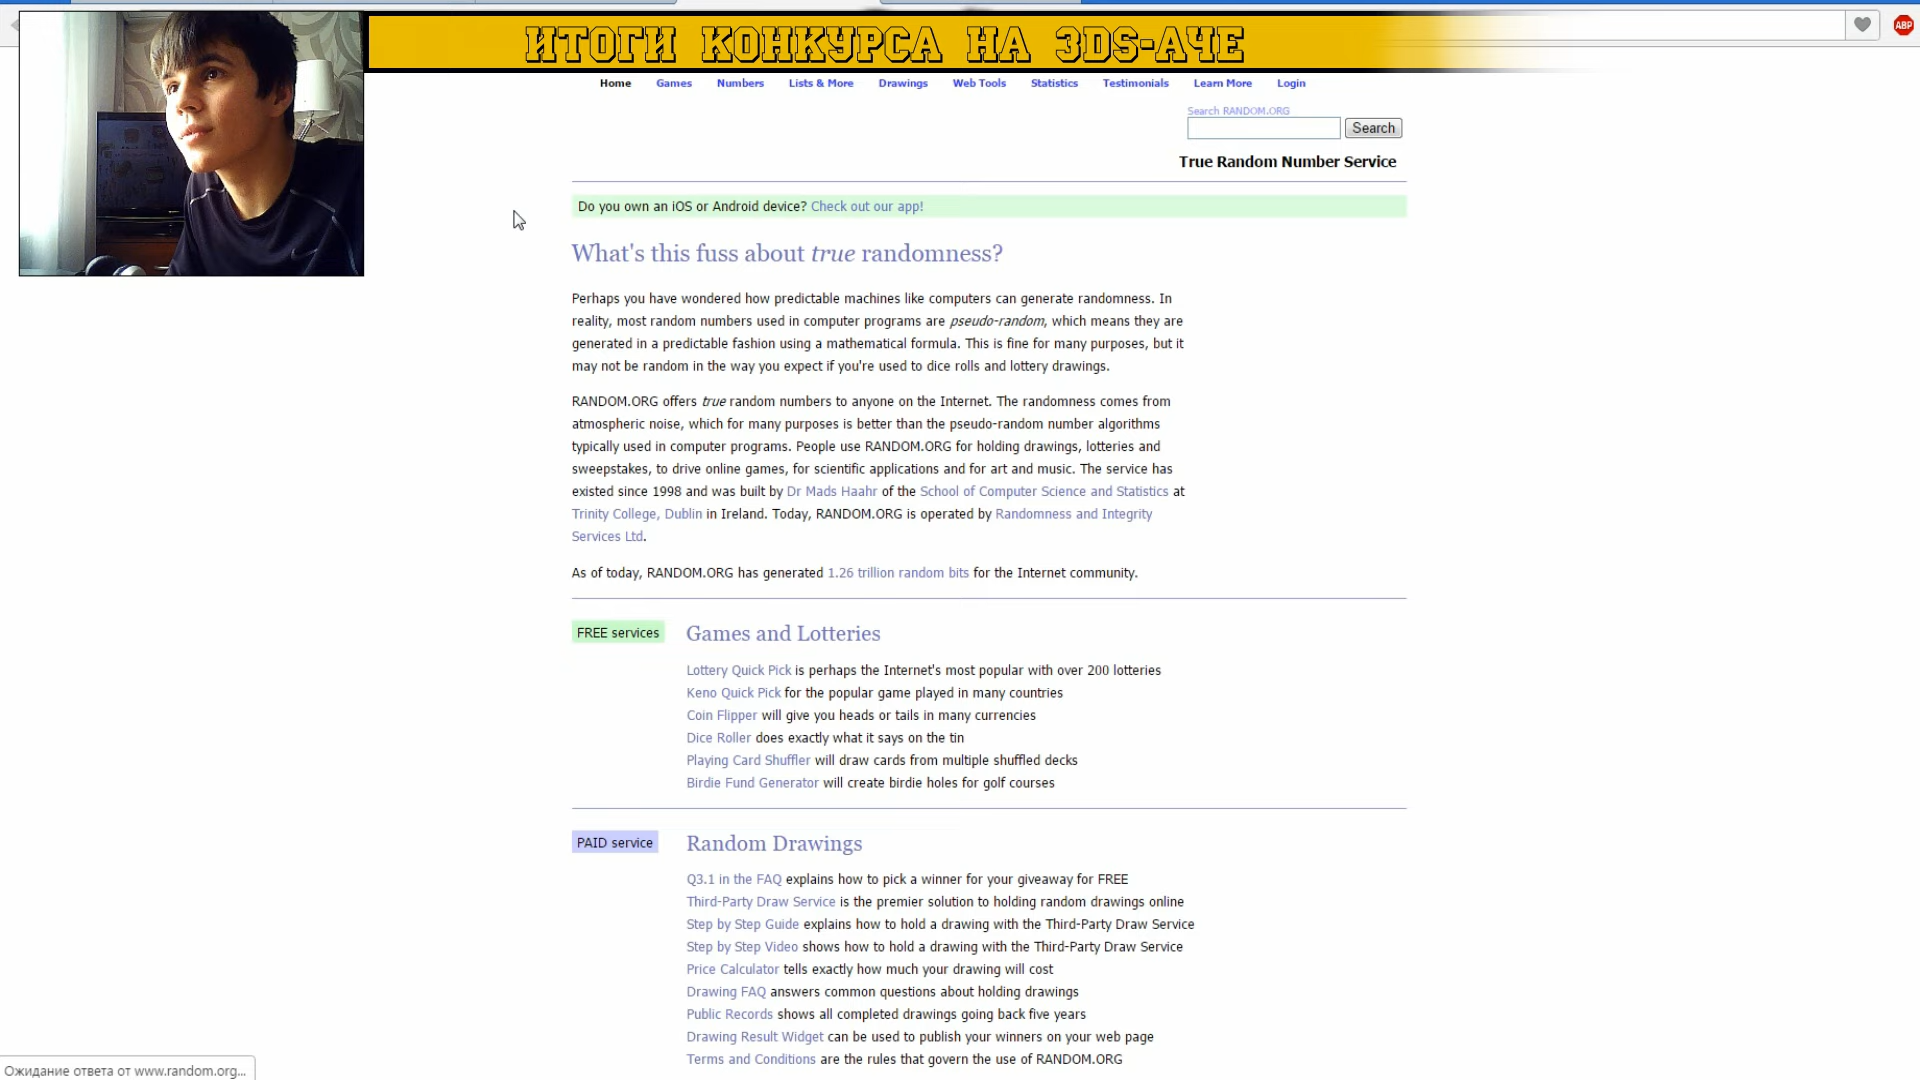 ИТОГИ КОНКУРСА НА 3DS-АЧЕ
ABP
Home Games Numbers Lists & More Drawings Web Tools Statistics Testimonials Learn More Login
Search RANDOM.ORG
Search
True Random Number Service
Do you own an iOS or Android device? Check out our app!
What's this fuss about true randomness?
Perhaps you have wondered how predictable machines like computers can generate randomness. In
reality, most random numbers used in computer programs are pseudo-random, which means they are
generated in a predictable fashion using a mathematical formula. This is fine for many purposes, but it
may not be random in the way you expect if you're used to dice rolls and lottery drawings.
RANDOM.ORG offers true random numbers to anyone on the Internet. The randomness comes from
atmospheric noise, which for many purposes is better than the pseudo-random number algorithms
typically used in computer programs. People use RANDOM.ORG for holding drawings, lotteries and
sweepstakes, to drive online games, for scientific applications and for art and music. The service has
existed since 1998 and was built by Dr Mads Haahr of the School of Computer Science and Statistics at
Trinity College, Dublin in Ireland. Today, RANDOM.ORG is operated by Randomness and Integrity
Services Ltd.
As of today, RANDOM.ORG has generated 1.26 trillion random bits for the Internet community.
FREE services Games and Lotteries
Lottery Quick Pick is perhaps the Internet's most popular with over 200 lotteries
Keno Quick Pick for the popular game played in many countries
Coin Flipper will give you heads or tails in many currencies
Dice Roller does exactly what it says on the tin
Playing Card Shuffler will draw cards from multiple shuffled decks
Birdie Fund Generator will create birdie holes for golf courses
PAID service Random Drawings
Q3.1 in the FAQ explains how to pick a winner for your giveaway for FREE
Third-Party Draw Service is the premier solution to holding random drawings online
Step by Step Guide explains how to hold a drawing with the Third-Party Draw Service
Step by Step Video shows how to hold a drawing with the Third-Party Draw Service
Price Calculator tells exactly how much your drawing will cost
Drawing FAQ answers common questions about holding drawings
Public Records shows all completed drawings going back five years
Drawing Result Widget can be used to publish your winners on your web page
Terms and Conditions are the rules that govern the use of RANDOM.ORG
Ожидание ответа от www.random.org...